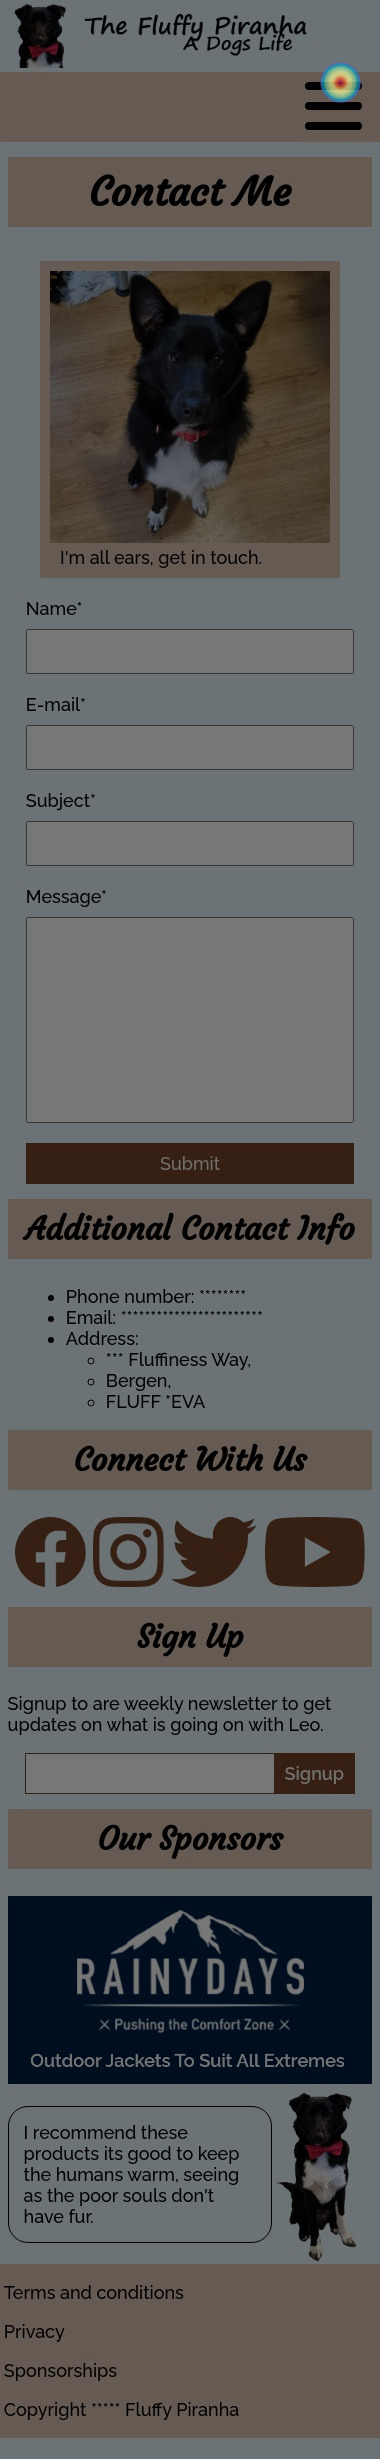 The Fluffy Piranha
A Dogs Life
Contact Me
I'm all ears, get in touch.
Name*
E-mail*
Subject*
Message*
Submit
Additional Contact Info
Phone number: ********
Email: ************************
Address:
*** Fluffiness Way,
Bergen,
FLUFF *EVA
Connect With Us
Sign Up
Signup to are weekly newsletter to get
updates on what is going on with Leo.
Signup
Our Sponsors
RAINYDAYS
× Pushing the Comfort Zone ×
Outdoor Jackets To Suit All Extremes
I recommend these
products its good to keep
the humans warm, seeing
as the poor souls don't
have fur.
Terms and conditions
Privacy
Sponsorships
Copyright ***** Fluffy Piranha